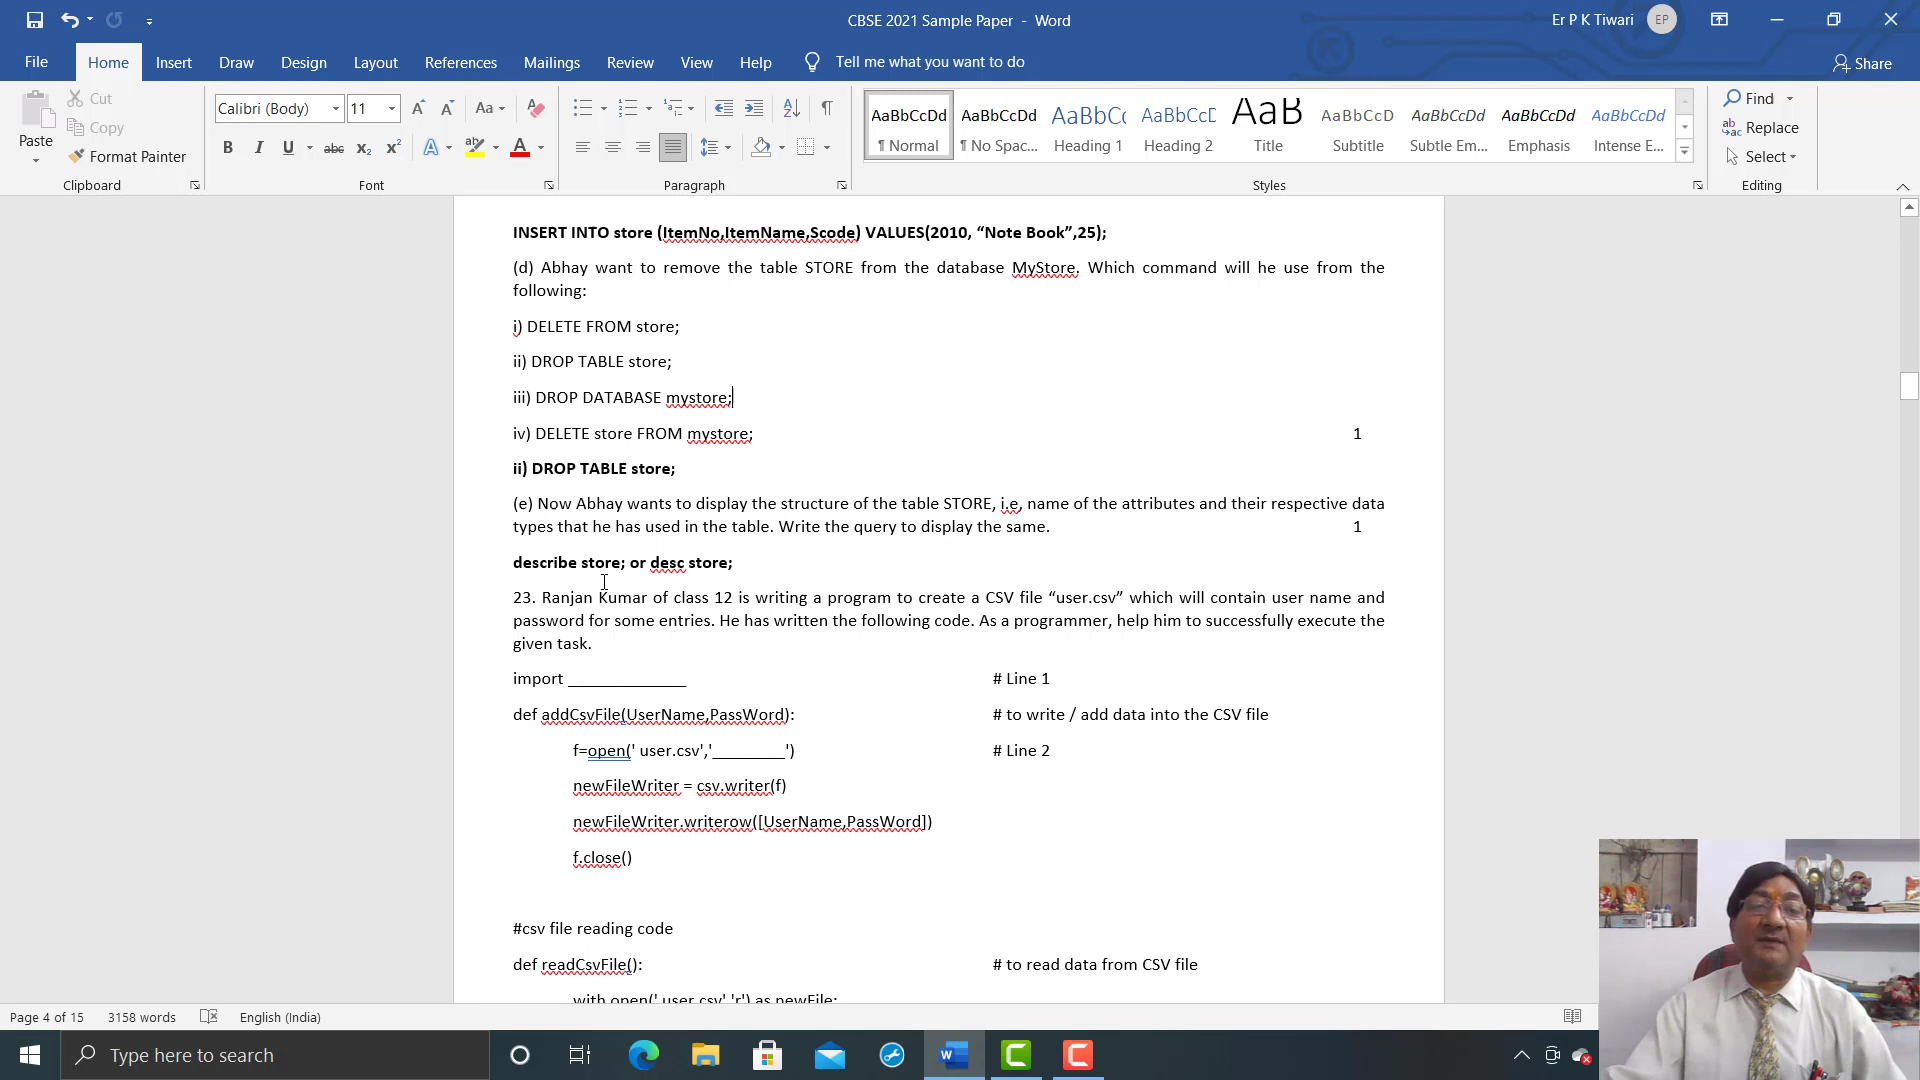 CBSE 2021 Sample Paper - Word
Er P K Tiwari
EP
File Home Insert Draw Design Layout References Mailings Review View Help Tell me what you want to do
Share
Paste
Cut
Copy
Format Painter
Clipboard
Calibri (Body) 11
Font
Paragraph
AaBbCcDd AaBbCcDd AaBbCc AaBbCcD AaB AaBbCcD AaBbCcDd AaBbCcDd AaBbCcDd
¶ Normal ¶ No Spac... Heading 1 Heading 2 Title Subtitle Subtle Em... Emphasis Intense E...
Styles
Find
Replace
Select
Editing
INSERT INTO store (ItemNo,ItemName,Scode) VALUES(2010, “Note Book”,25);
(d) Abhay want to remove the table STORE from the database MyStore. Which command will he use from the
following:
i) DELETE FROM store;
ii) DROP TABLE store;
iii) DROP DATABASE mystore;
iv) DELETE store FROM mystore; 1
ii) DROP TABLE store;
(e) Now Abhay wants to display the structure of the table STORE, i.e, name of the attributes and their respective data
types that he has used in the table. Write the query to display the same. 1
describe store; or desc store;
23. Ranjan Kumar of class 12 is writing a program to create a CSV file “user.csv” which will contain user name and
password for some entries. He has written the following code. As a programmer, help him to successfully execute the
given task.
import _____________ # Line 1
def addCsvFile(UserName,PassWord): # to write / add data into the CSV file
f=open(' user.csv','________') # Line 2
newFileWriter = csv.writer(f)
newFileWriter.writerow([UserName,PassWord])
f.close()
#csv file reading code
def readCsvFile(): # to read data from CSV file
with open(' user.csv','r') as newFile:
Page 4 of 15 3158 words English (India)
Type here to search